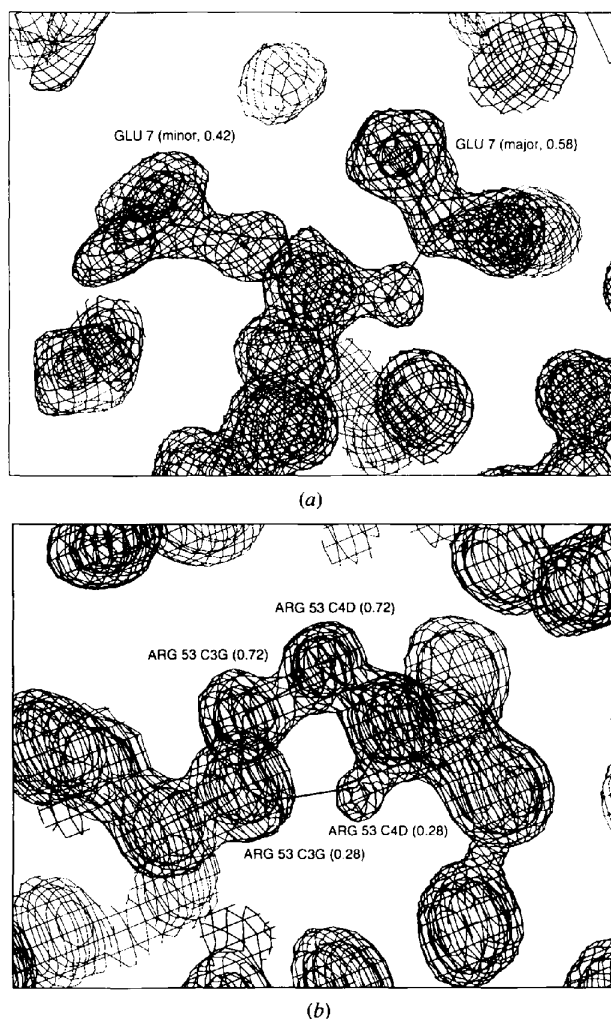 GLU 7 (minor, 0.42)
GLU 7 (major, 0.58)
(a)
ARG 53 C4D (0.72)
ARG 53 C3G (0.72)
ARG 53 C4D (0.28)
ARG 53 C3G (0.28)
(b)